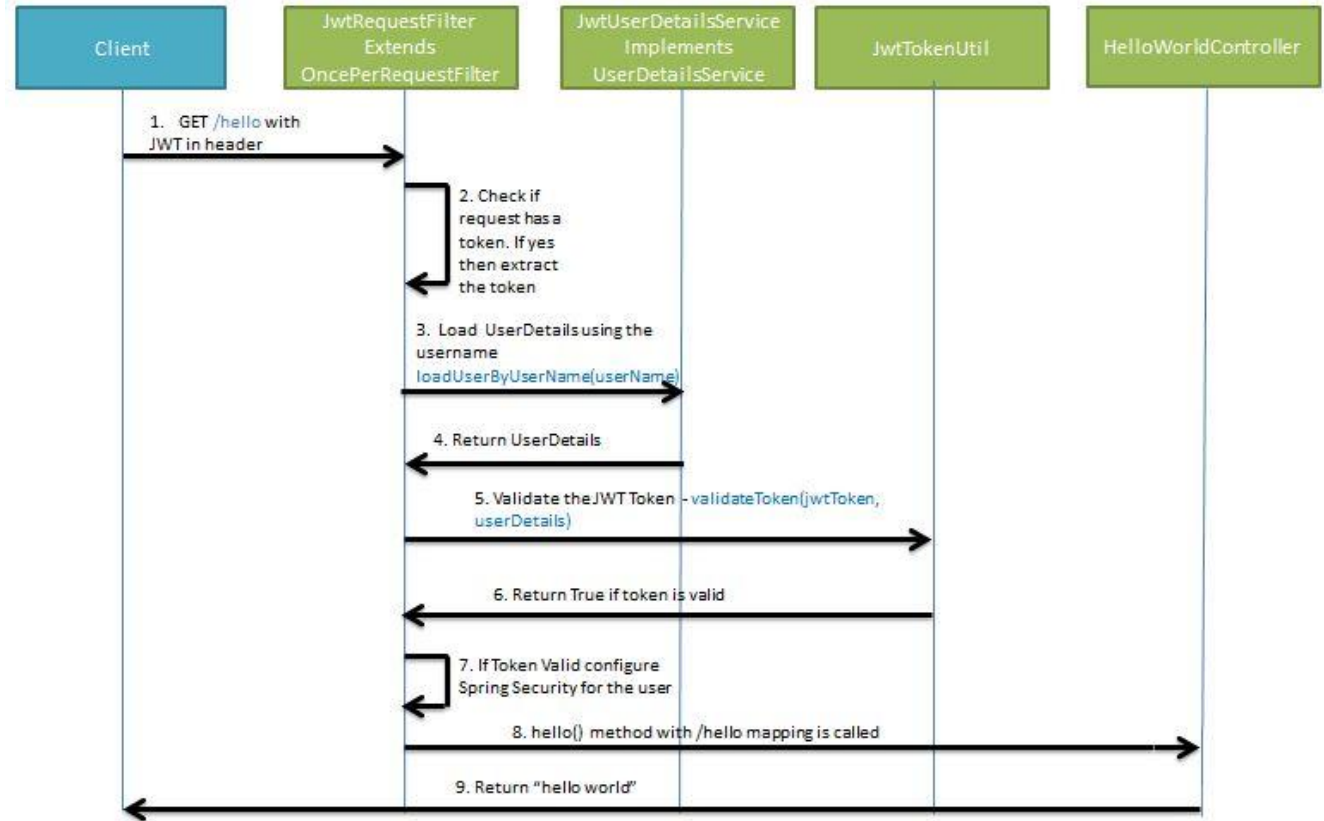 Client
JwtRequestFilter
Extends
OncePerRequestFilter
JwtUserDetailsService
Implements
UserDetailsService
JwtTokenUtil
HelloWorldController
1. GET /hello with
JWT in header
2. Check if
request has a
token. If yes
then extract
the token
3. Load UserDetails using the
username
loadUserByUserName(userName)
4. Return UserDetails
5. Validate the JWT Token - validateToken(jwtToken,
userDetails)
6. Return True if token is valid
7. If Token Valid configure
Spring Security for the user
8. hello() method with /hello mapping is called
9. Return “hello world”